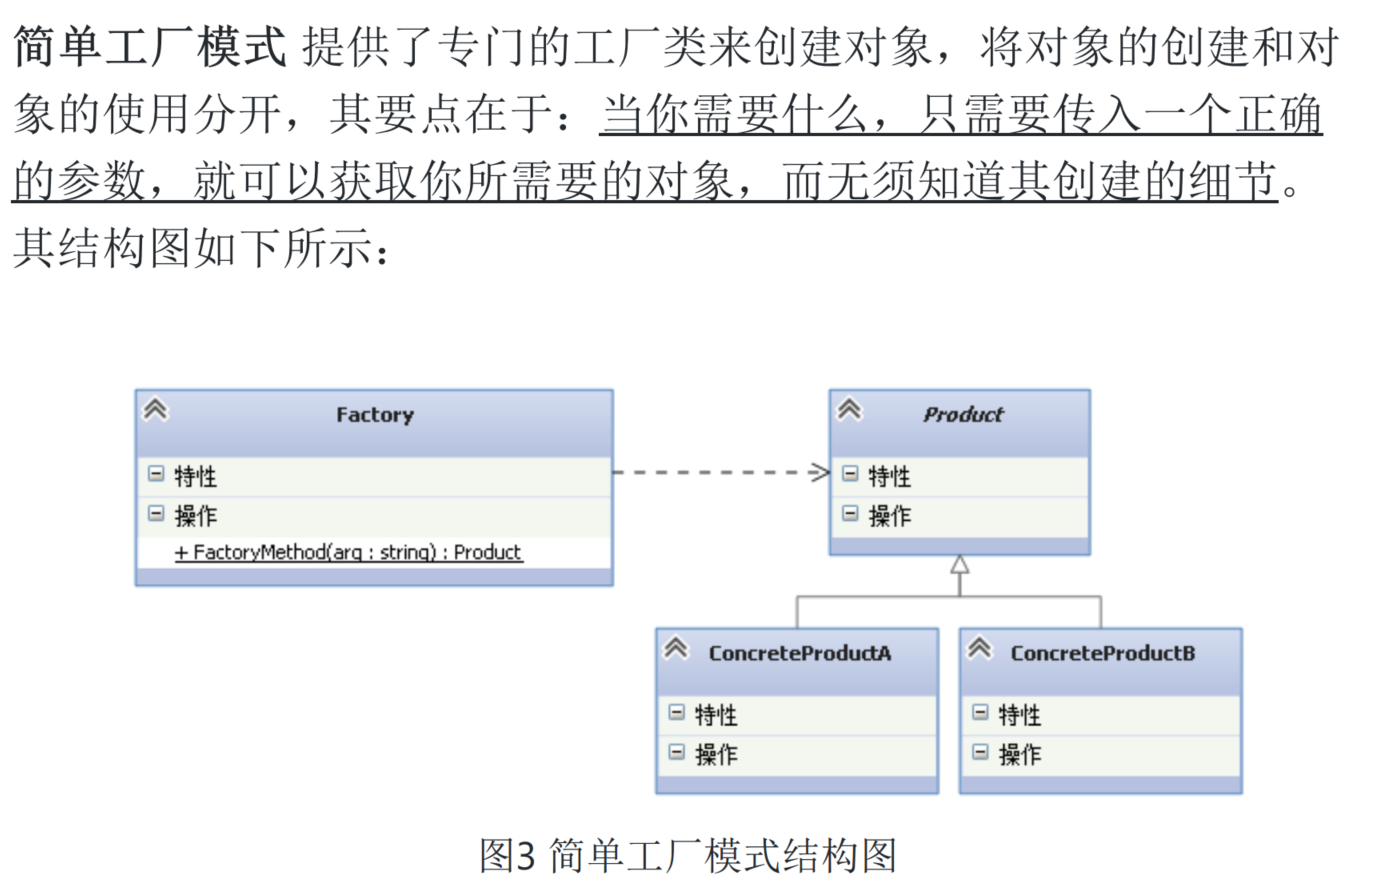 简单工厂模式 提供了专门的工厂类来创建对象，将对象的创建和对
象的使用分开，其要点在于：当你需要什么，只需要传入一个正确
的参数，就可以获取你所需要的对象，而无须知道其创建的细节。
其结构图如下所示：
Factory
特性
操作
+ FactoryMethod(arg : string) : Product
Product
特性
操作
ConcreteProductA
特性
操作
ConcreteProductB
特性
操作
图3 简单工厂模式结构图